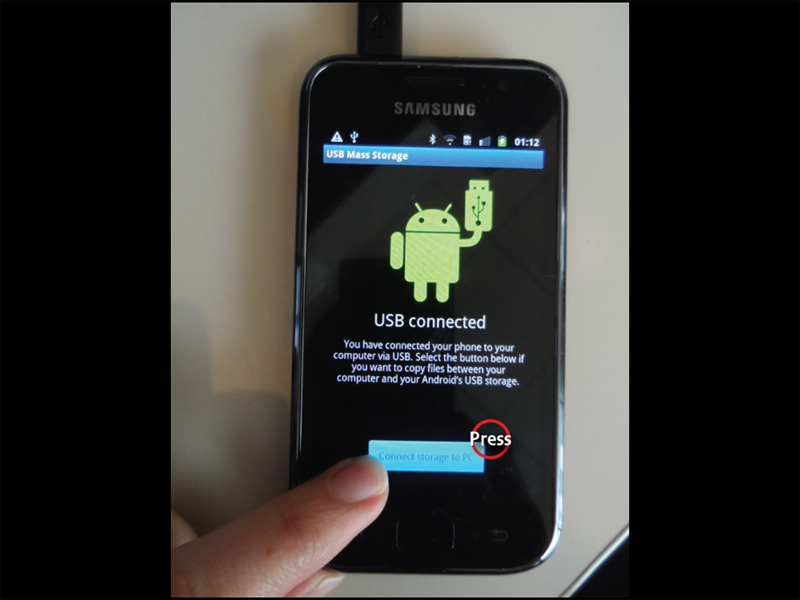 SAMSUNG
01:12
USB Mass Storage
USB connected
You have connected your phone to your
computer via USB. Select the button below if
you want to copy files between your
computer and your Android's USB storage.
Press
Connect storage to PC